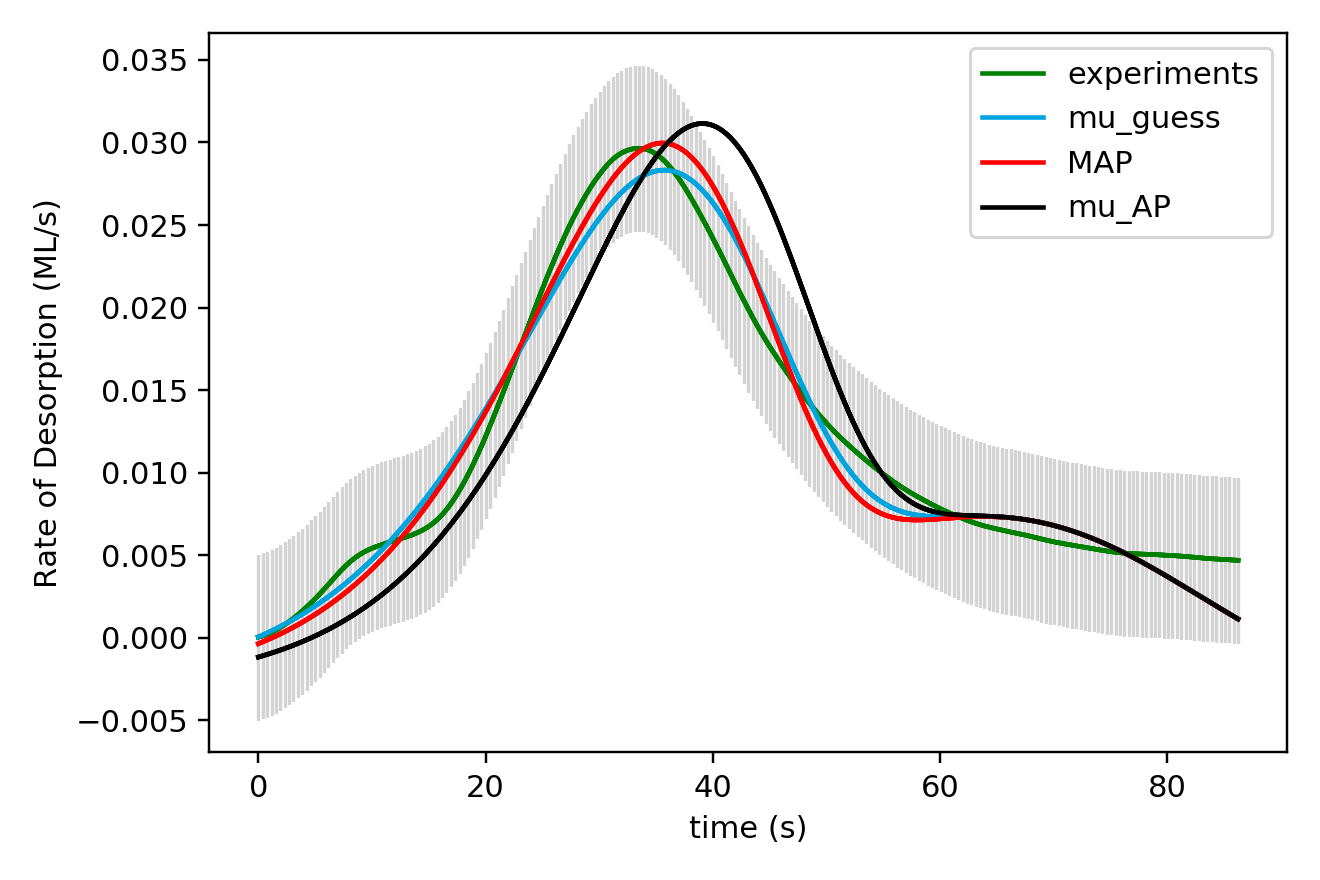 0.035
0.030
0.025
0.020
0.015
0.010
0.005
0.000
−0.005
Rate of Desorption (ML/s)
experiments
mu_guess
MAP
mu_AP
0 20 40 60 80
time (s)